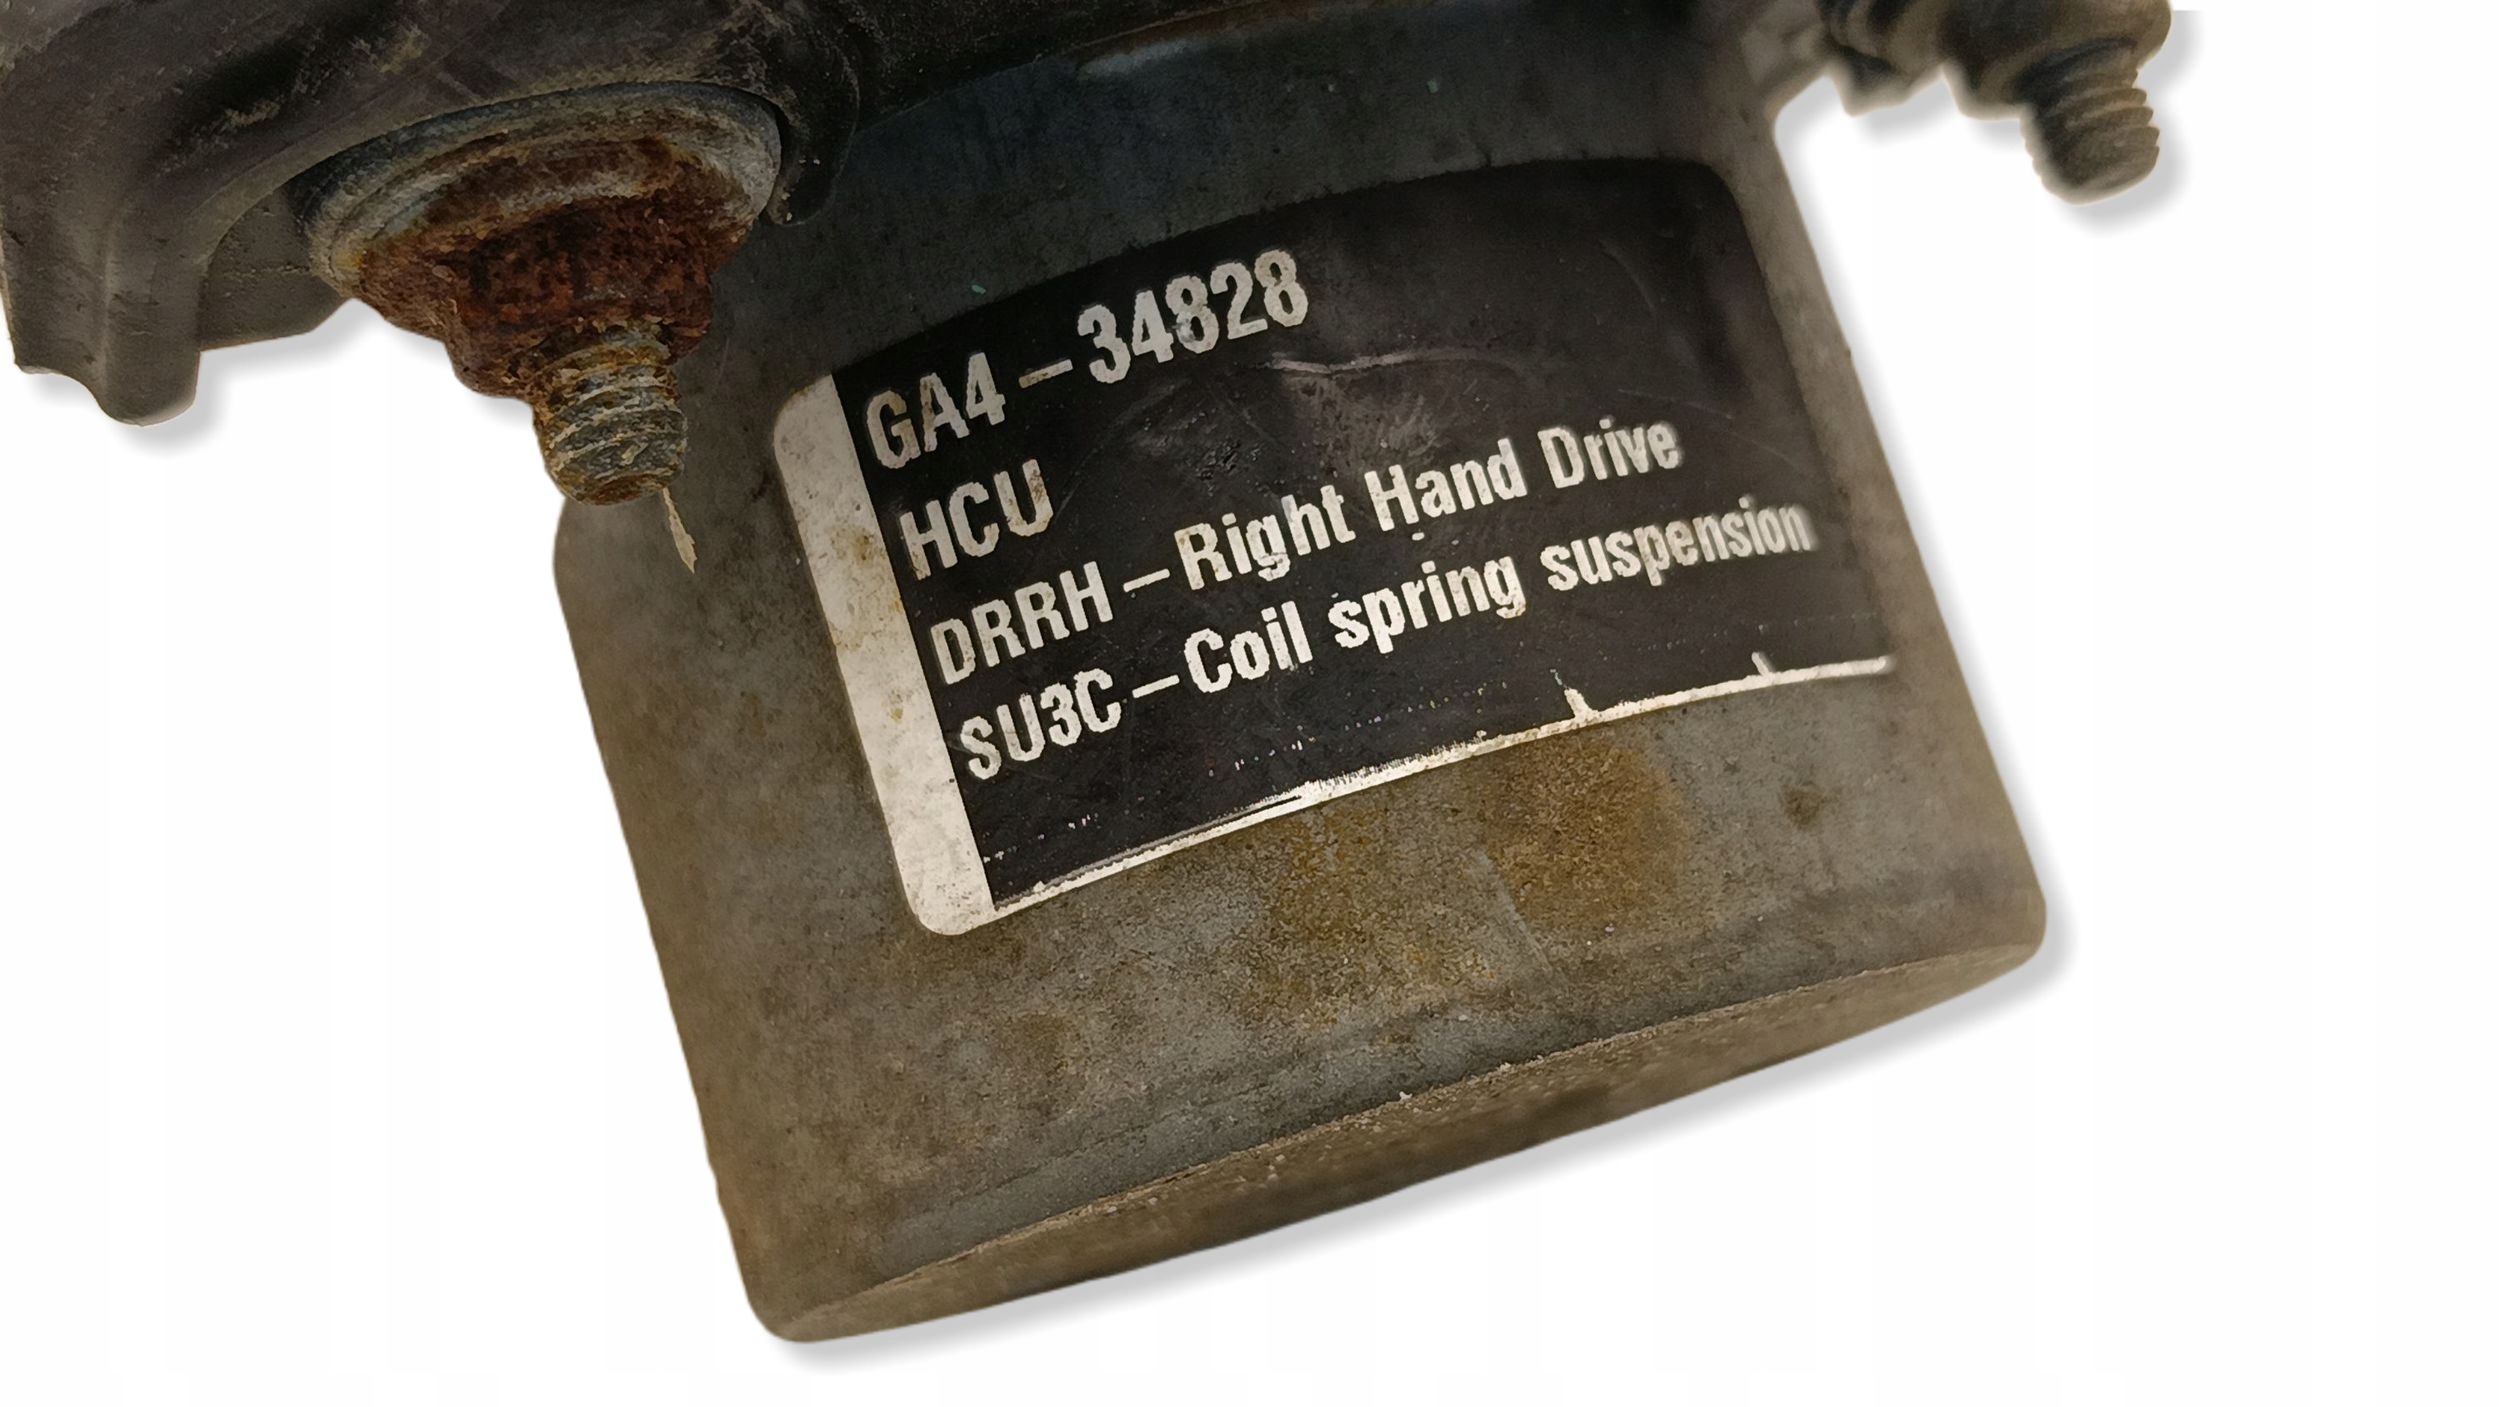 GA4-34828
HCU
DRRH-Right Hand Drive
SU3C-Coil spring suspension